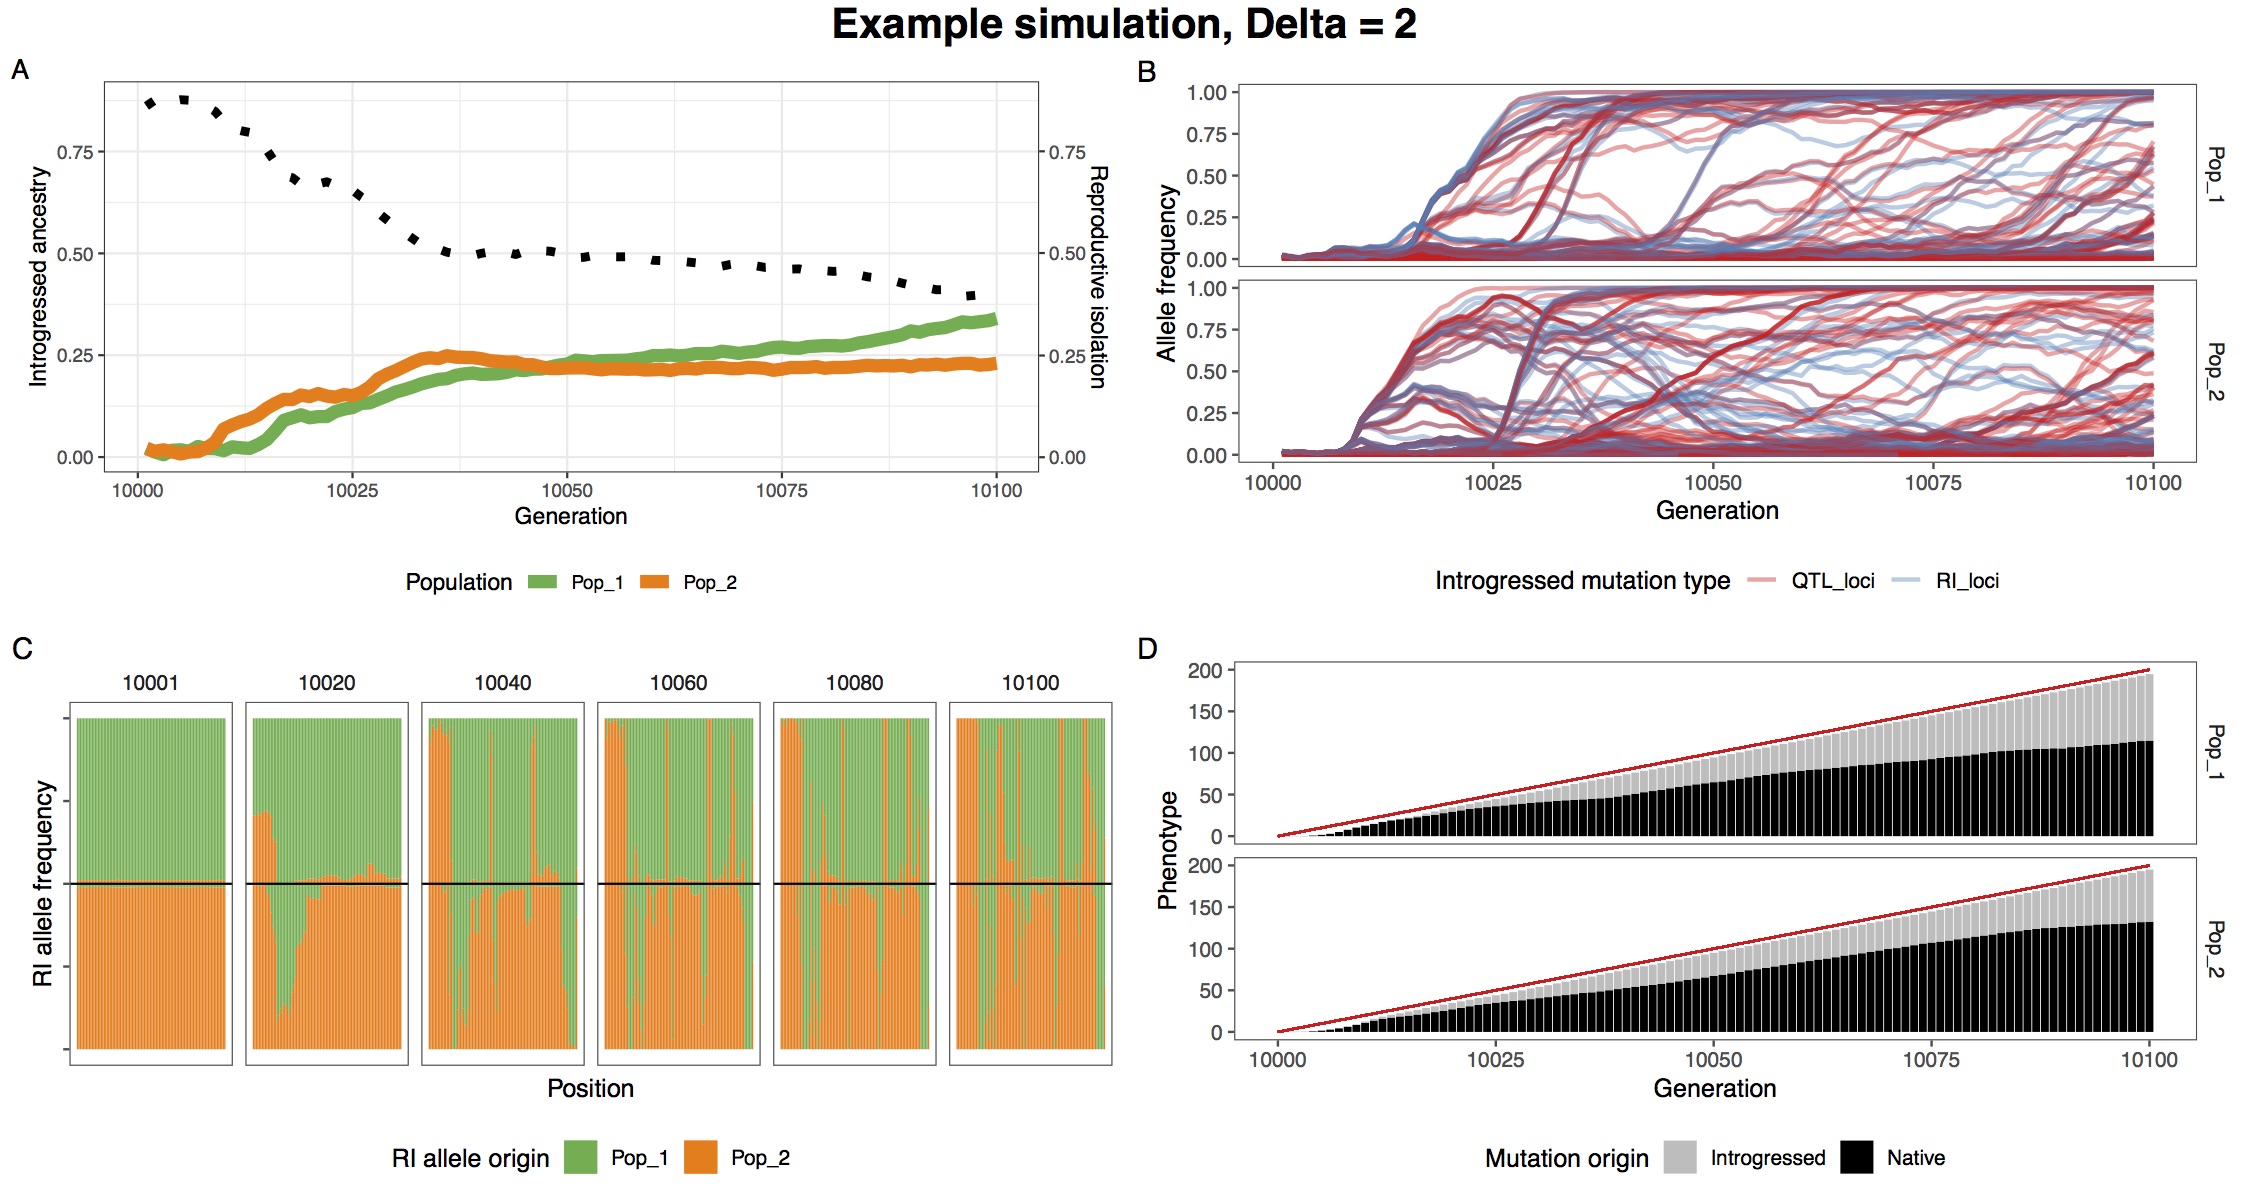 Example simulation, Delta = 2
A
Introgressed ancestry
0.75
0.50
0.25
0.00
0.75
0.50
0.25
0.00
Reproductive isolation
10000 10025 10050 10075 10100
Generation
Population Pop_1 Pop_2
B
Allele frequency
1.00
0.75
0.50
0.25
0.00
Pop_1
1.00
0.75
0.50
0.25
0.00
Pop_2
10000 10025 10050 10075 10100
Generation
Introgressed mutation type QTL_loci RI_loci
C
10001 10020 10040 10060 10080 10100
RI allele frequency
Position
RI allele origin Pop_1 Pop_2
D
Phenotype
200
150
100
50
0
Pop_1
200
150
100
50
0
Pop_2
10000 10025 10050 10075 10100
Generation
Mutation origin Introgressed Native